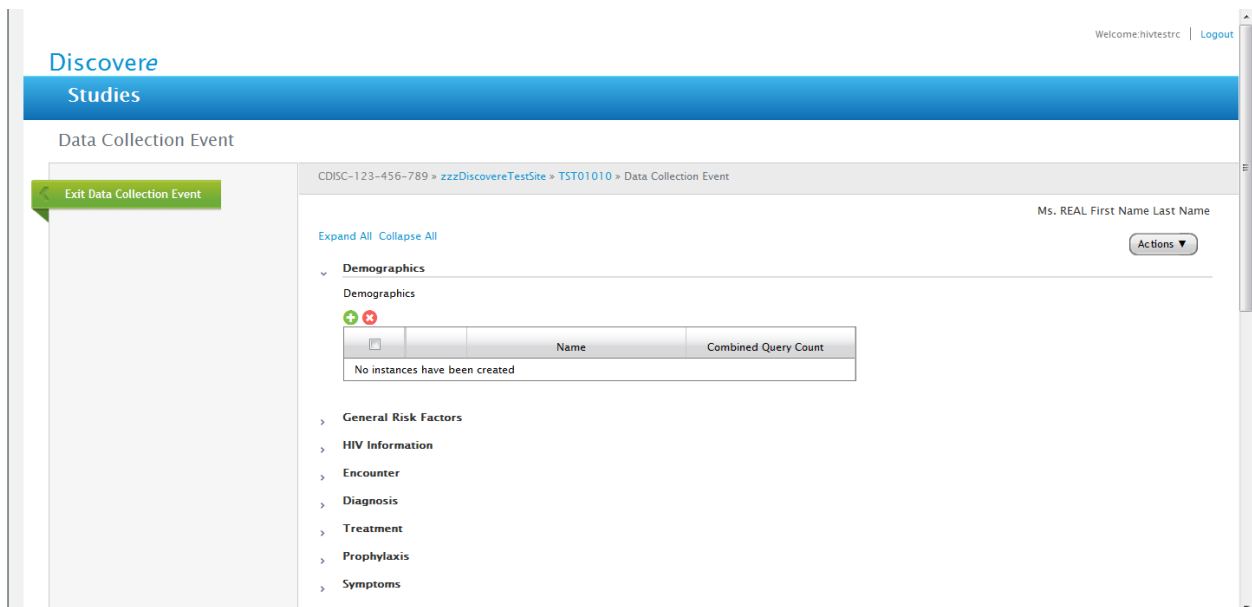 Welcome:hivtestrc | Logout
Discovere
Studies
Data Collection Event
Exit Data Collection Event
CDISC-123-456-789 » zzzDiscovereTestSite » TST01010 » Data Collection Event
Ms. REAL First Name Last Name
Expand All Collapse All
Actions ▼
Demographics
Demographics
Name Combined Query Count
No instances have been created
General Risk Factors
HIV Information
Encounter
Diagnosis
Treatment
Prophylaxis
Symptoms